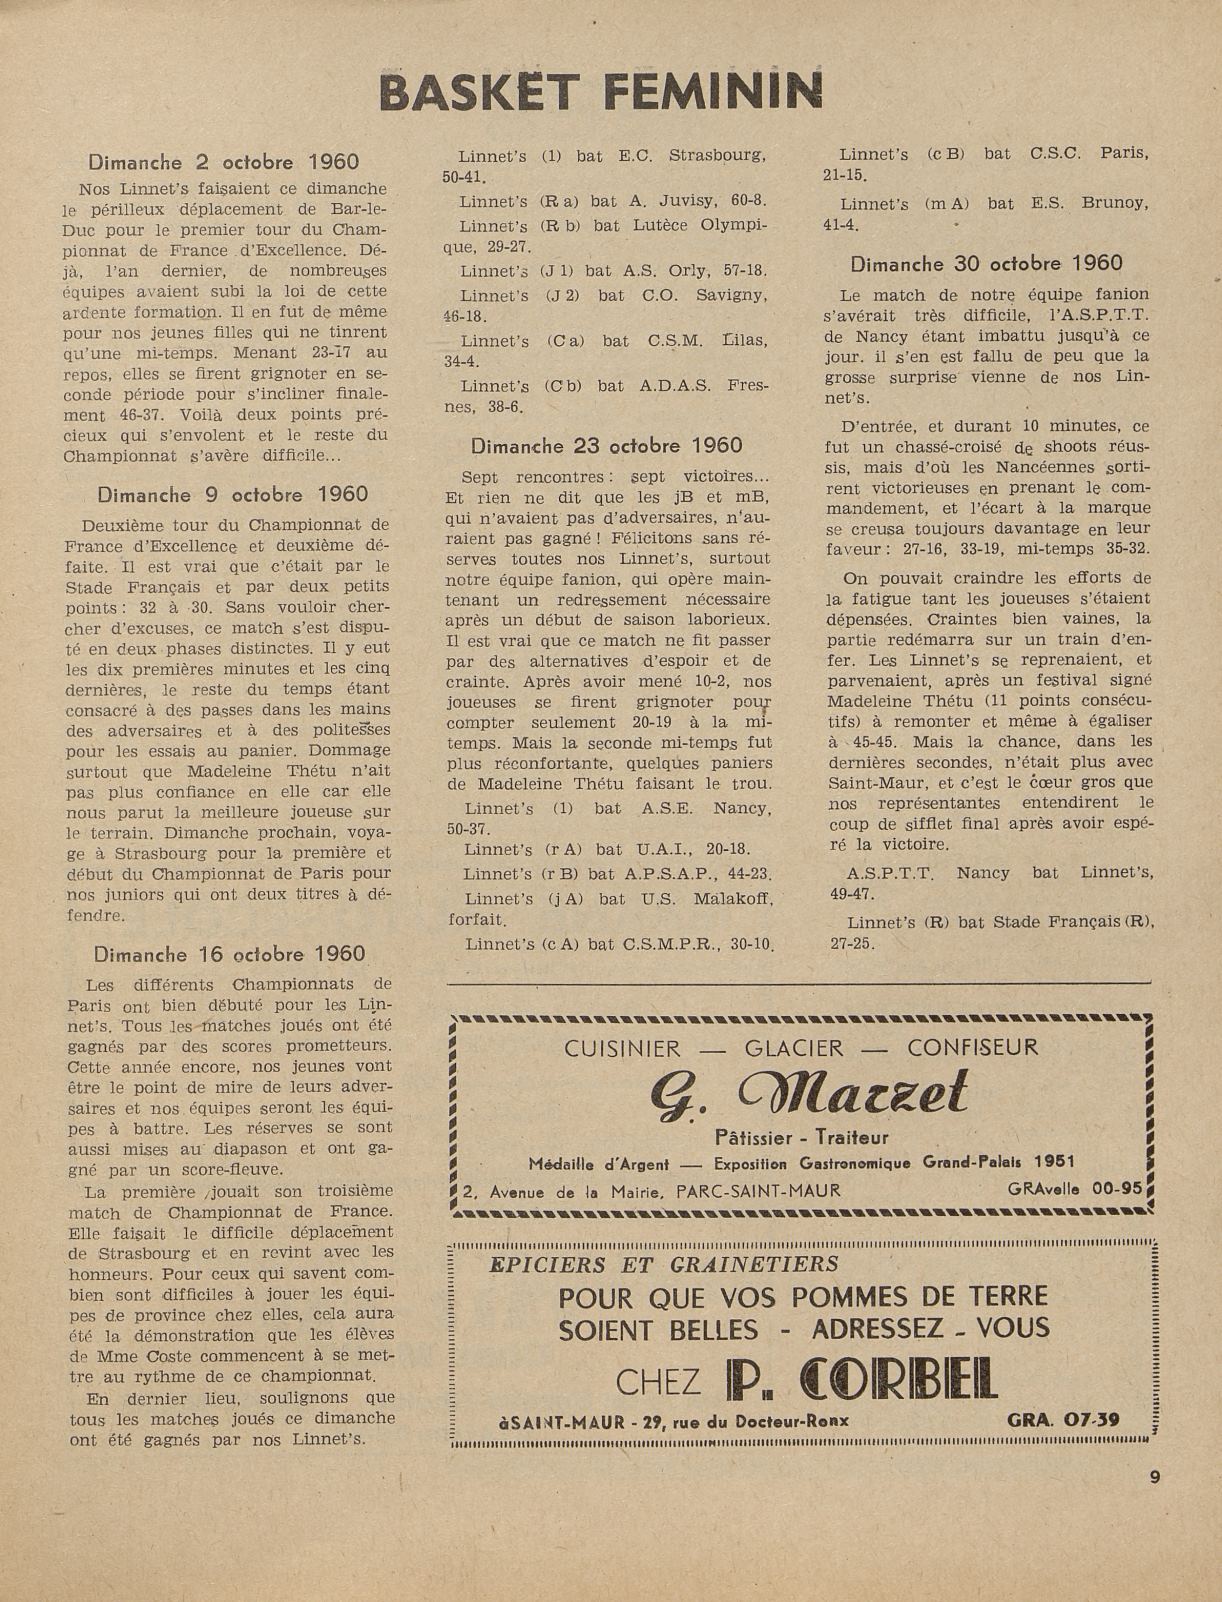 BASKET FEMININ
Dimanche 2 octobre 1960
Nos Linnet's faisaient ce dimanche
le périlleux déplacement de Bar-le-
Duc pour le premier tour du Cham-
pionnat de France d'Excellence. Dé-
jà, l'an dernier, de nombreuses
équipes avaient subi la loi de cette
ardente formation. Il en fut de même
pour nos jeunes filles qui ne tinrent
qu'une mi-temps. Menant 23-17 au
repos, elles se firent grignoter en se-
conde période pour s'incliner finale-
ment 46-37. Voilà deux points pré-
cieux qui s'envolent et le reste du
Championnat s'avère difficile...
Dimanche 9 octobre 1960
Deuxième tour du Championnat de
France d'Excellence et deuxième dé-
faite. Il est vrai que c'était par le
Stade Français et par deux petits
points : 32 à 30. Sans vouloir cher-
cher d'excuses, ce match s'est dispu-
té en deux phases distinctes. Il y eut
les dix premières minutes et les cinq
dernières, le reste du temps étant
consacré à des passes dans les mains
des adversaires et à des politesses
pour les essais au panier. Dommage
surtout que Madeleine Thétu n'ait
pas plus confiance en elle car elle
nous parut la meilleure joueuse sur
le terrain. Dimanche prochain, voya-
ge à Strasbourg pour la première et
début du Championnat de Paris pour
nos juniors qui ont deux titres à dé-
fendre.
Dimanche 16 octobre 1960
Les différents Championnats de
Paris ont bien débuté pour les Lin-
net's. Tous les matches joués ont été
gagnés par des scores prometteurs.
Cette année encore, nos jeunes vont
être le point de mire de leurs adver-
saires et nos équipes seront les équi-
pes à battre. Les réserves se sont
aussi mises au diapason et ont ga-
gné par un score-fleuve.
La première jouait son troisième
match de Championnat de France.
Elle faisait le difficile déplacement
de Strasbourg et en revint avec les
honneurs. Pour ceux qui savent com-
bien sont difficiles à jouer les équi-
pes de province chez elles, cela aura
été la démonstration que les élèves
de Mme Coste commencent à se met-
tre au rythme de ce championnat.
En dernier lieu, soulignons que
tous les matches joués ce dimanche
ont été gagnés par nos Linnet's.
Linnet's (1) bat E.C. Strasbourg,
50-41.
Linnet's (R a) bat A. Juvisy, 60-8.
Linnet's (R b) bat Lutèce Olympi-
que, 29-27.
Linnet's (J 1) bat A.S. Orly, 57-18.
Linnet's (J 2) bat C.O. Savigny,
46-18.
Linnet's (C a) bat C.S.M. Lilas,
34-4.
Linnet's (C b) bat A.D.A.S. Fres-
nes, 38-6.
Dimanche 23 octobre 1960
Sept rencontres : sept victoires...
Et rien ne dit que les jB et mB,
qui n'avaient pas d'adversaires, n'au-
raient pas gagné ! Félicitons sans ré-
serves toutes nos Linnet's, surtout
notre équipe fanion, qui opère main-
tenant un redressement nécessaire
après un début de saison laborieux.
Il est vrai que ce match ne fit passer
par des alternatives d'espoir et de
crainte. Après avoir mené 10-2, nos
joueuses se firent grignoter pour
compter seulement 20-19 à la mi-
temps. Mais la seconde mi-temps fut
plus réconfortante, quelques paniers
de Madeleine Thétu faisant le trou.
Linnet's (1) bat A.S.E. Nancy,
50-37.
Linnet's (r A) bat U.A.I., 20-18.
Linnet's (r B) bat A.P.S.A.P., 44-23.
Linnet's (j A) bat U.S. Malakoff,
forfait.
Linnet's (c A) bat C.S.M.P.R., 30-10.
Linnet's (c B) bat C.S.C. Paris,
21-15.
Linnet's (m A) bat E.S. Brunoy,
41-4.
Dimanche 30 octobre 1960
Le match de notre équipe fanion
s'avérait très difficile, l'A.S.P.T.T.
de Nancy étant imbattu jusqu'à ce
jour. il s'en est fallu de peu que la
grosse surprise vienne de nos Lin-
net's.
D'entrée, et durant 10 minutes, ce
fut un chassé-croisé de shoots réus-
sis, mais d'où les Nancéennes sorti-
rent victorieuses en prenant le com-
mandement, et l'écart à la marque
se creusa toujours davantage en leur
faveur : 27-16, 33-19, mi-temps 35-32.
On pouvait craindre les efforts de
la fatigue tant les joueuses s'étaient
dépensées. Craintes bien vaines, la
partie redémarra sur un train d'en-
fer. Les Linnet's se reprenaient, et
parvenaient, après un festival signé
Madeleine Thétu (11 points consécu-
tifs) à remonter et même à égaliser
à 45-45. Mais la chance, dans les
dernières secondes, n'était plus avec
Saint-Maur, et c'est le cœur gros que
nos représentantes entendirent le
coup de sifflet final après avoir espé-
ré la victoire.
A.S.P.T.T. Nancy bat Linnet's,
49-47.
Linnet's (R) bat Stade Français (R),
27-25.
CUISINIER — GLACIER — CONFISEUR
G. Marzet
Pâtissier - Traiteur
Médaille d'Argent — Exposition Gastronomique Grand-Palais 1951
2, Avenue de la Mairie, PARC-SAINT-MAUR GRAvelle 00-95
EPICIERS ET GRAINETIERS
POUR QUE VOS POMMES DE TERRE
SOIENT BELLES - ADRESSEZ - VOUS
CHEZ P. CORBEL
à SAINT-MAUR - 29, rue du Docteur-Roux GRA. 07-39
9